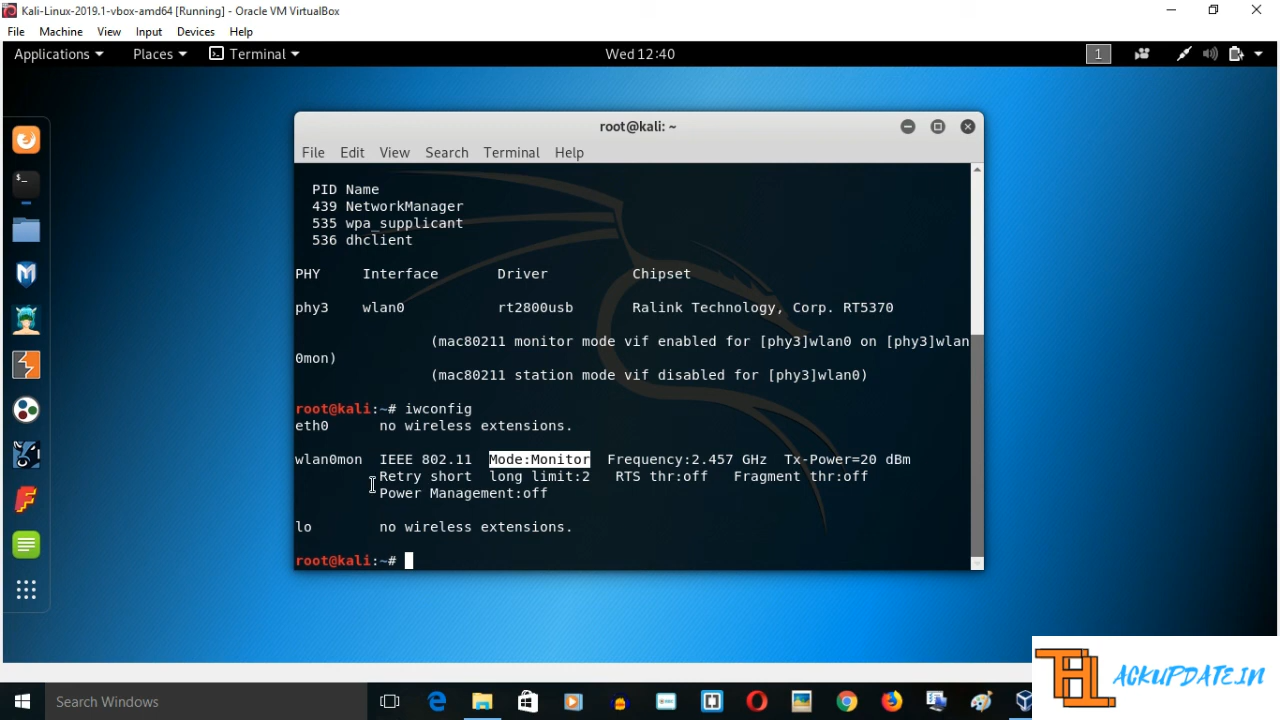 Kali-Linux-2019.1-vbox-amd64 [Running] - Oracle VM VirtualBox
File Machine View Input Devices Help
Applications Places Terminal Wed 12:40 1
root@kali: ~
File Edit View Search Terminal Help
PID Name
439 NetworkManager
535 wpa_supplicant
536 dhclient
PHY Interface Driver Chipset
phy3 wlan0 rt2800usb Ralink Technology, Corp. RT5370
(mac80211 monitor mode vif enabled for [phy3]wlan0 on [phy3]wlan
0mon)
(mac80211 station mode vif disabled for [phy3]wlan0)
root@kali:~# iwconfig
eth0 no wireless extensions.
wlan0mon IEEE 802.11 Mode:Monitor Frequency:2.457 GHz Tx-Power=20 dBm
Retry short long limit:2 RTS thr:off Fragment thr:off
Power Management:off
lo no wireless extensions.
root@kali:~#
Search Windows
ACKUPDATE.IN